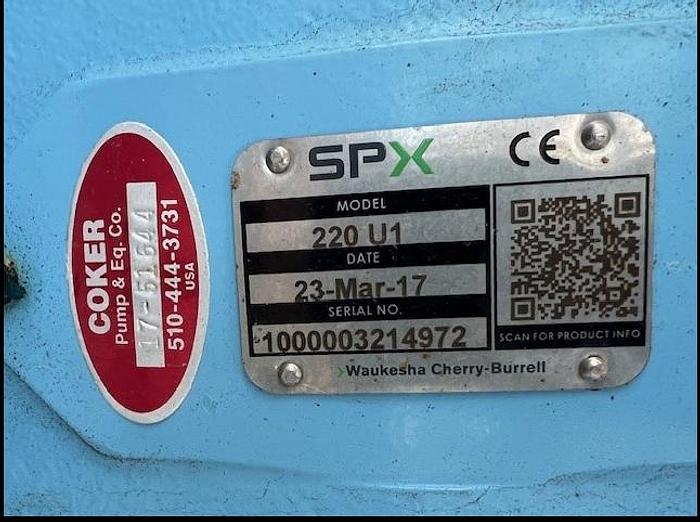 COKER
Pump & Eq. Co.
17-51644
510-444-3731
USA
SPX
CE
MODEL
220 U1
DATE
23-Mar-17
SERIAL NO.
1000003214972
SCAN FOR PRODUCT INFO
Waukesha Cherry-Burrell